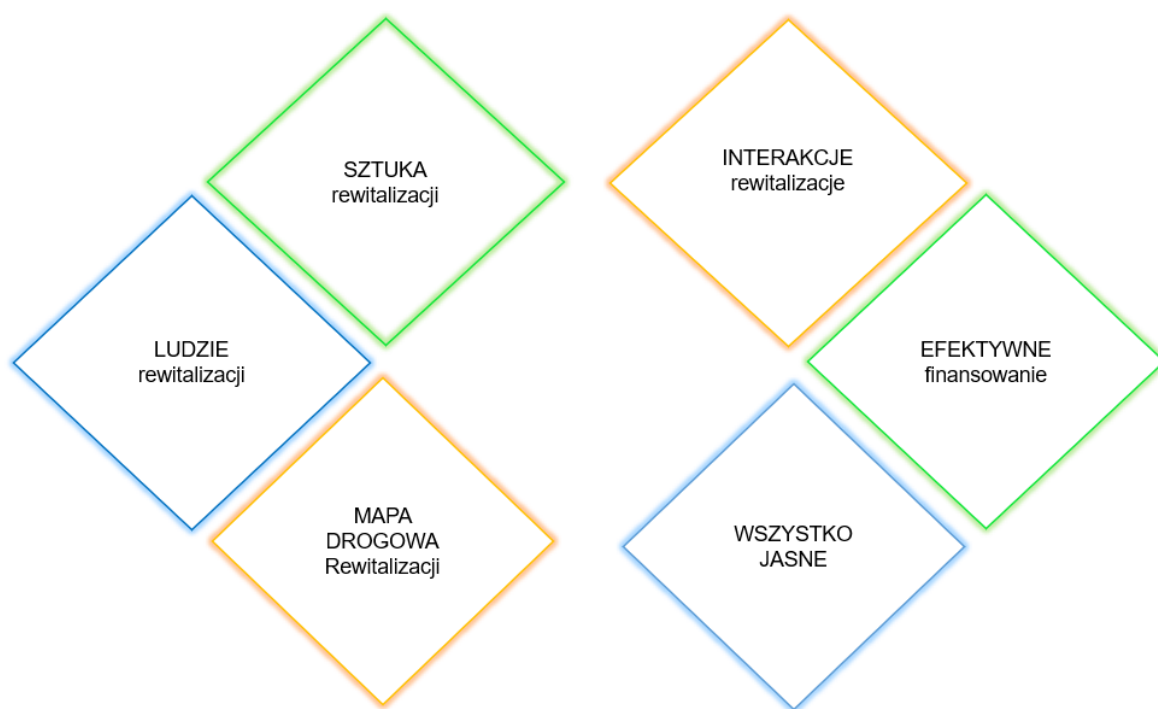 SZTUKA
rewitalizacji
INTERAKCJE
rewitalizacje
LUDZIE
rewitalizacji
EFEKTYWNE
finansowanie
MAPA
DROGOWA
Rewitalizacji
WSZYSTKO
JASNE